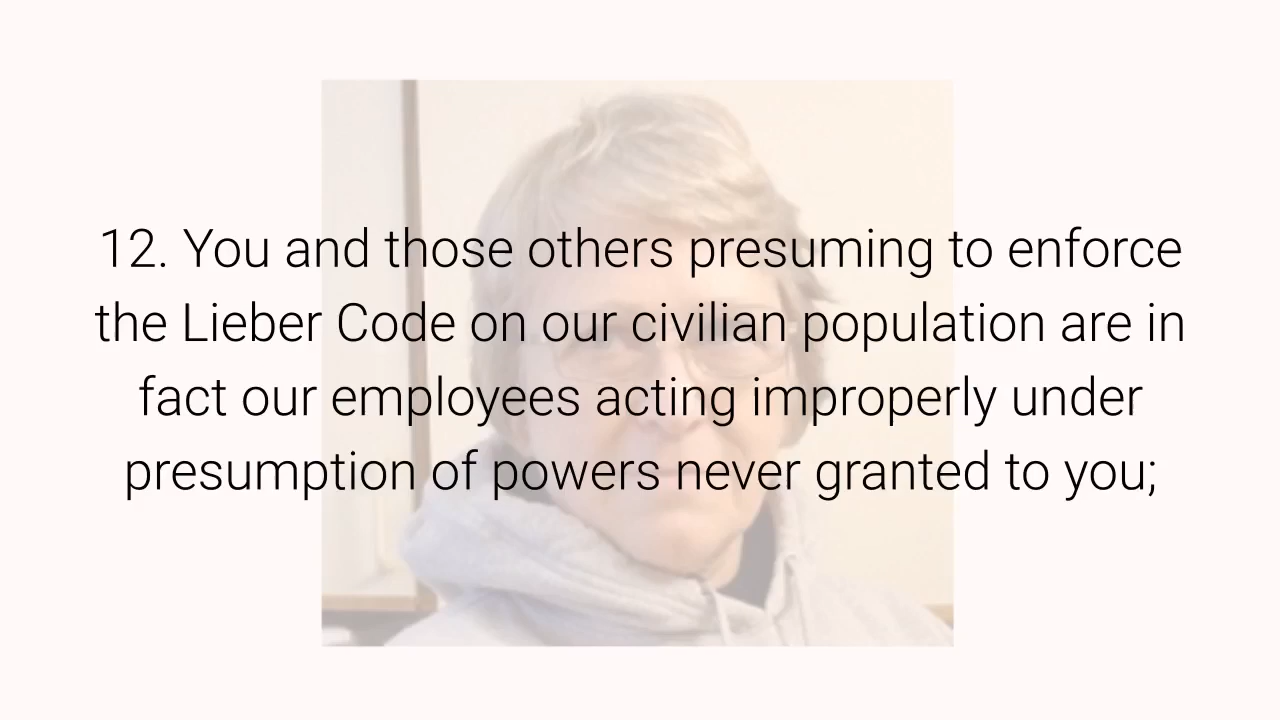 12. You and those others presuming to enforce
the Lieber Code on our civilian population are in
fact our employees acting improperly under
presumption of powers never granted to you;